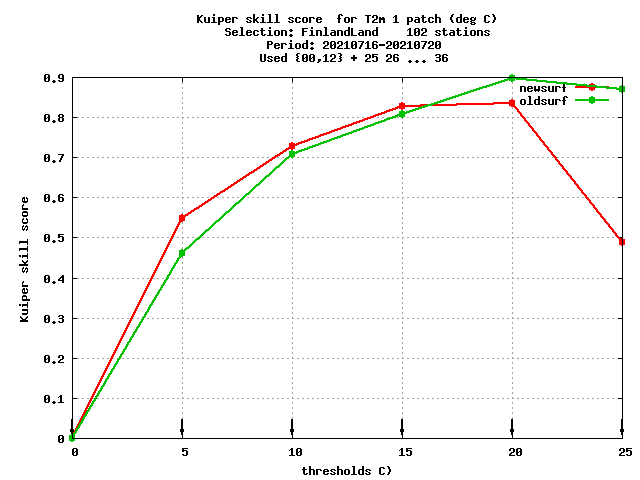 Kuiper skill score  for T2m 1 patch (deg C)
Selection: FinlandLand    102 stations
Period: 20210716-20210720
Used {00,12} + 25 26 ... 36
newsurf
oldsurf
0.9
0.8
0.7
0.6
0.5
0.4
0.3
0.2
0.1
0
Kuiper skill score
0 5 10 15 20 25
thresholds C)